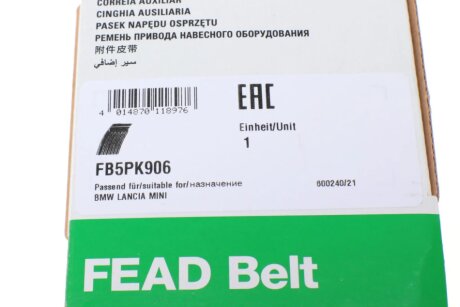 CORREIA AUXILIAR
CINGHIA AUSILIARIA
PASEK NAPĘDU OSPRZĘTU
РЕМЕНЬ ПРИВОДА НАВЕСНОГО ОБОРУДОВАНИЯ
附件皮带
سير إضافي
4 014870 118976
EAC
Einheit/Unit
1
FB5PK906
Passend für/suitable for/назначение
600240/21
BMW LANCIA MINI
FEAD Belt